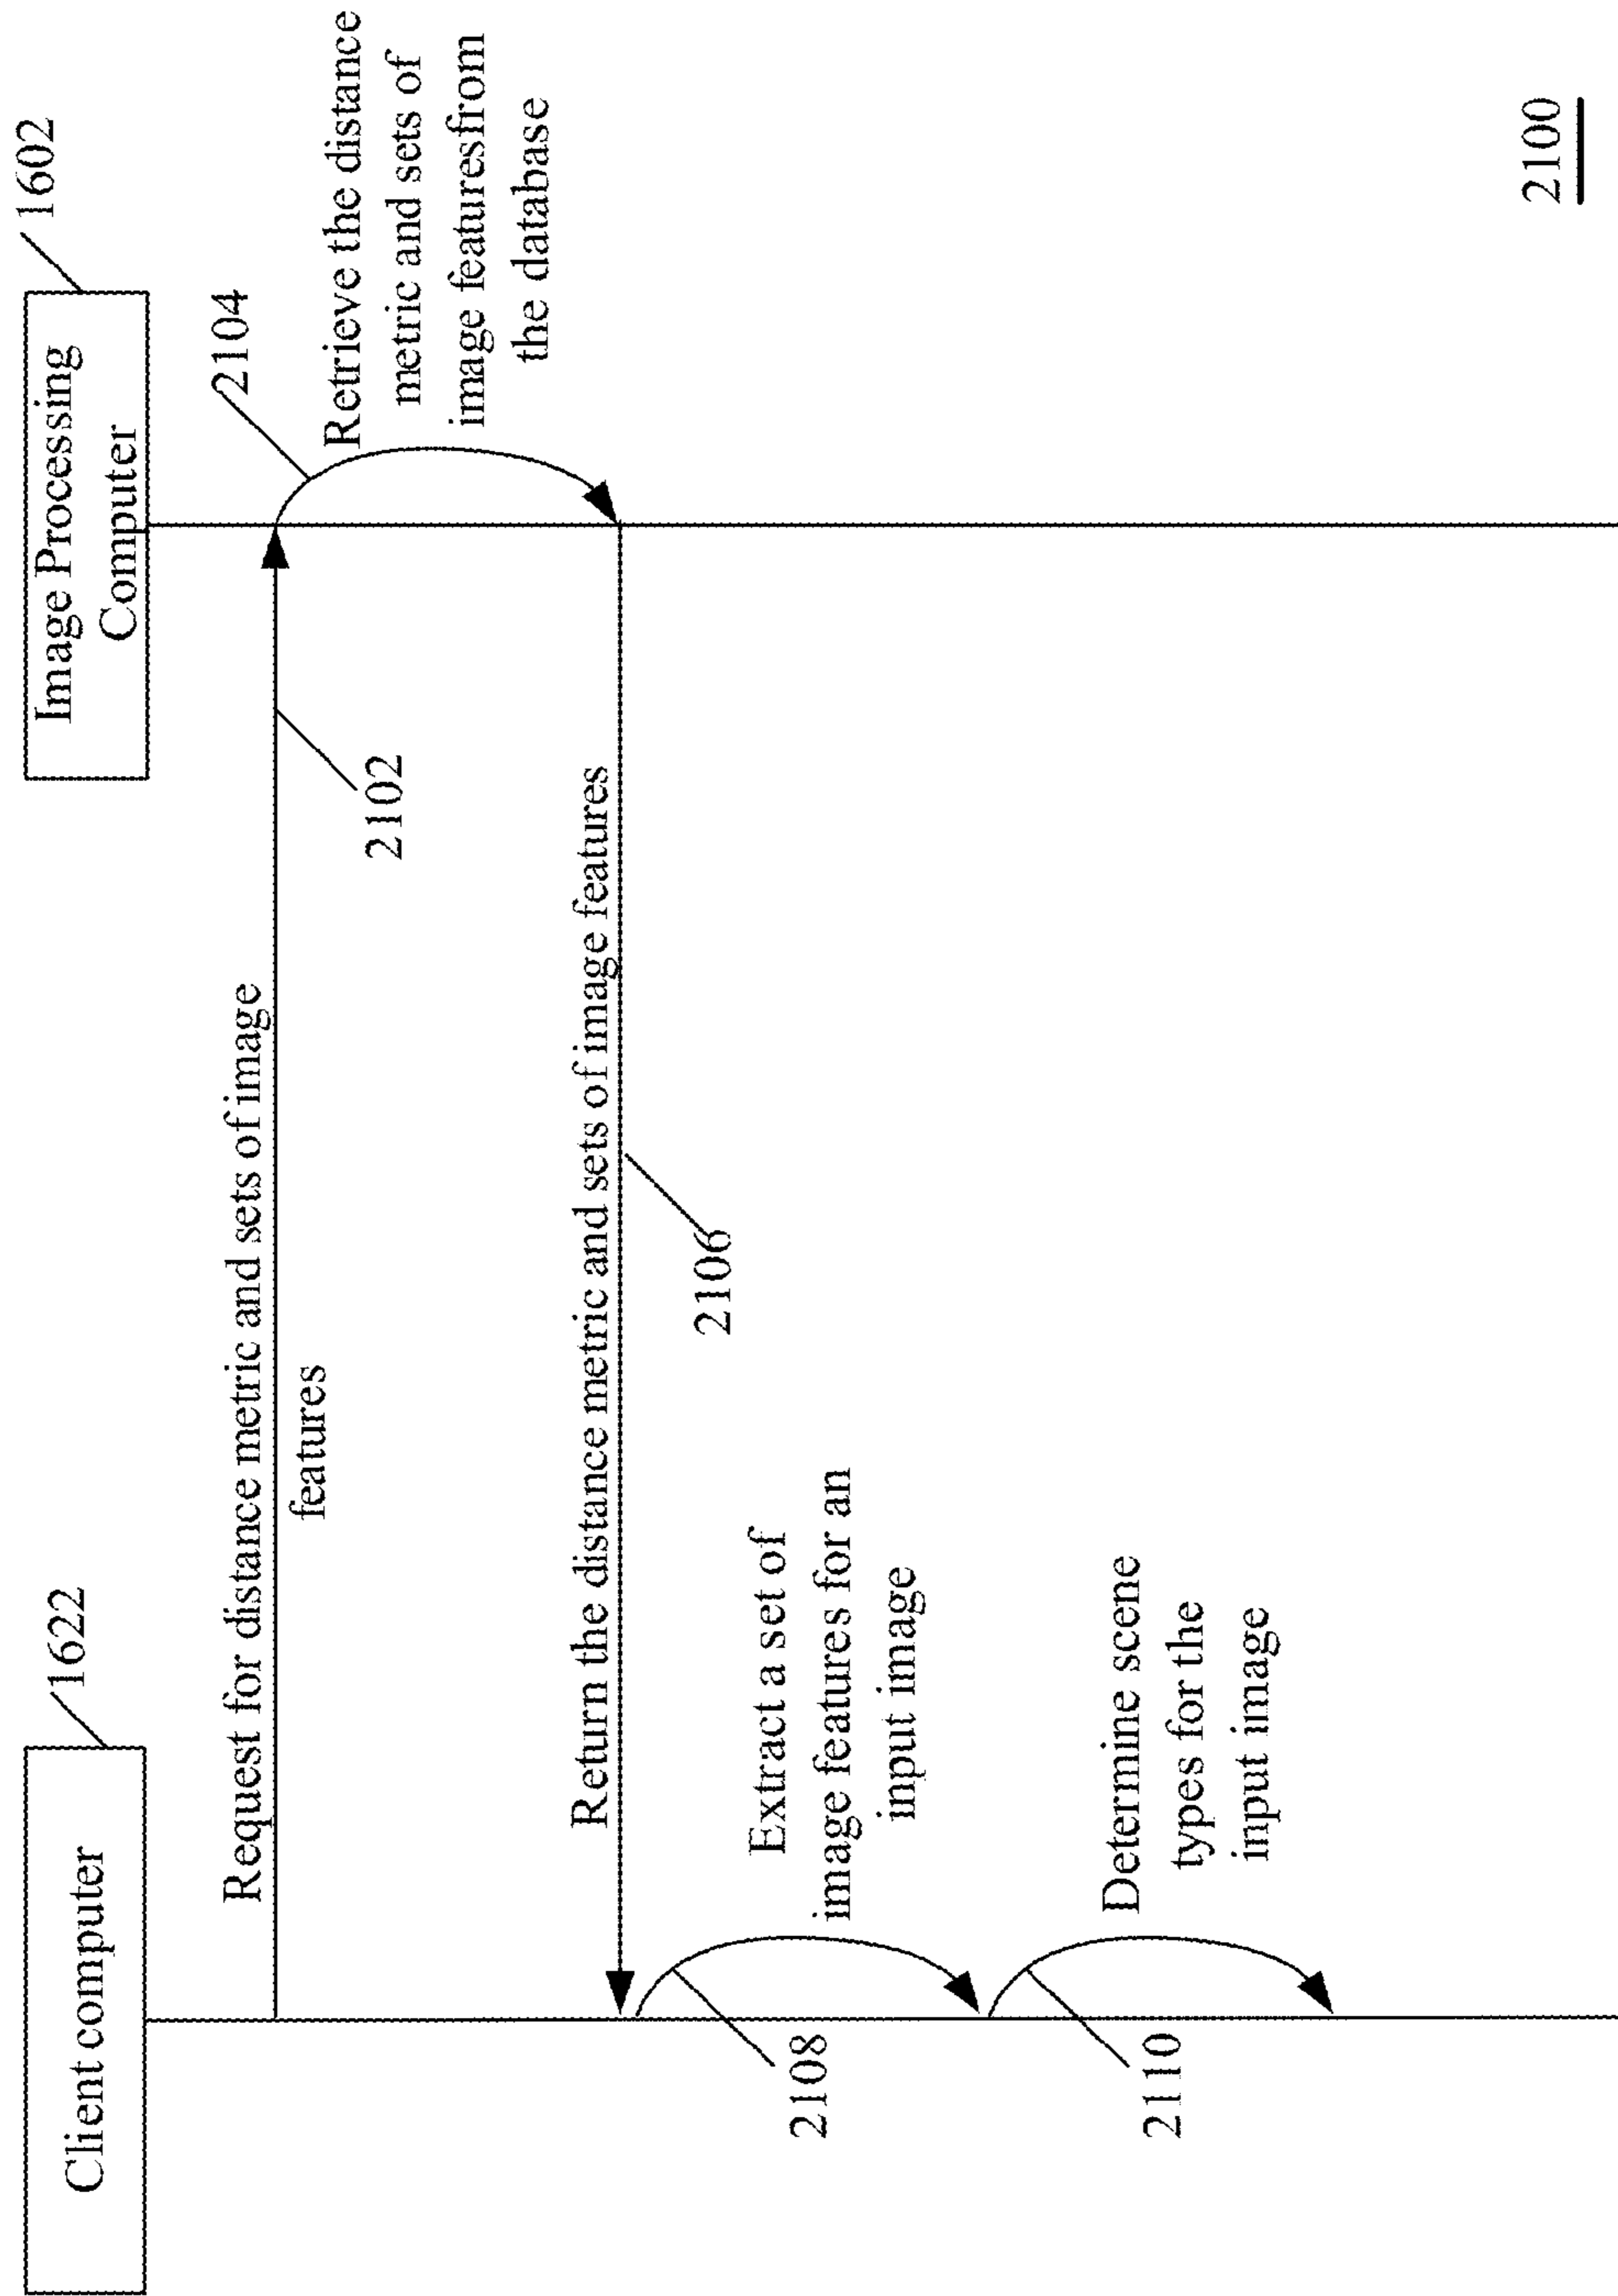 Client computer
1622
Image Processing
Computer
1602
Request for distance metric and sets of image
features
2102
2104
Retrieve the distance
metric and sets of
image featuresfrom
the database
Return the distance metric and sets of image features
2106
Extract a set of
image features for an
input image
2108
Determine scene
types for the
input image
2110
2100